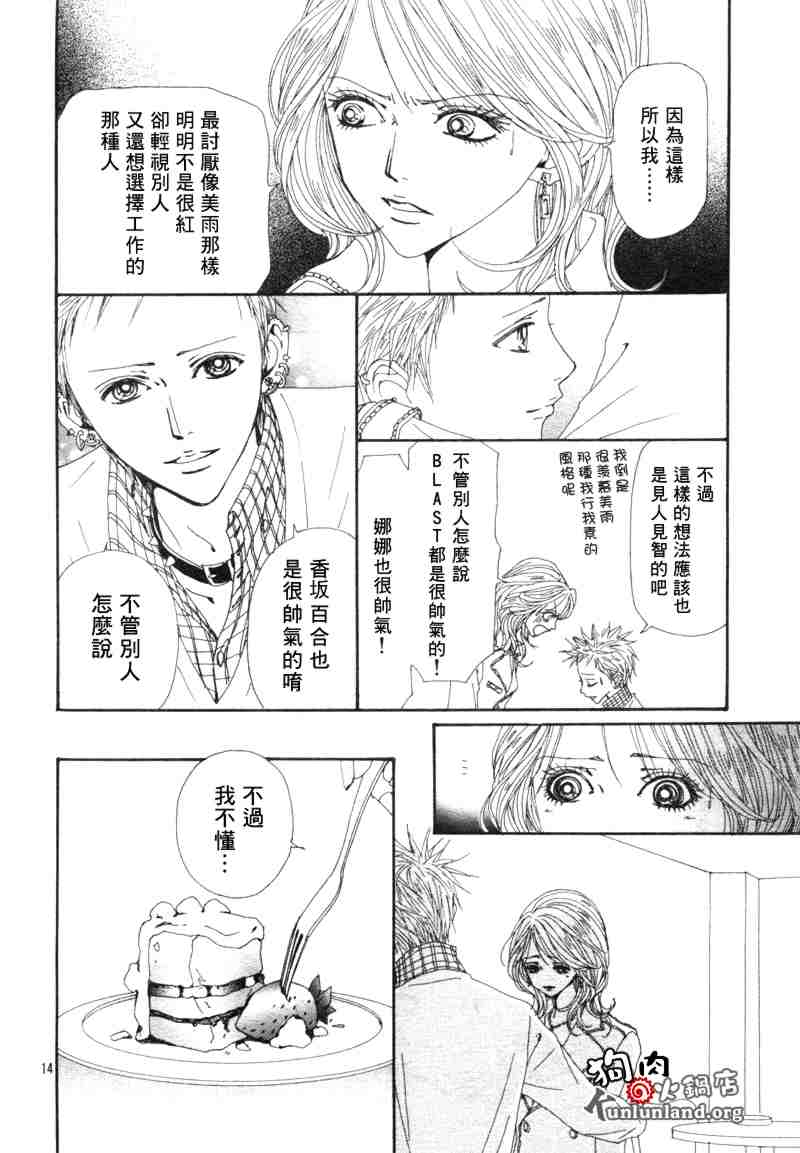 因為這樣
所以我……
最討厭像美雨那樣
明明不是很紅
卻輕視別人
又還想選擇工作的
那種人
不過
這樣的想法應該也
是見人見智的吧
我倒是
很羨慕美雨
那種我行我素的
風格呢
不管別人怎麼說
BLAST都是很帥氣的！
娜娜也很帥氣！
香坂百合也
是很帥氣的唷
不管別人
怎麼說
不過
我不懂…
14
狗肉火鍋店
Kunlunland.org